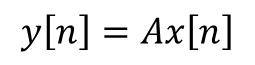 y[n] = Ax[n]